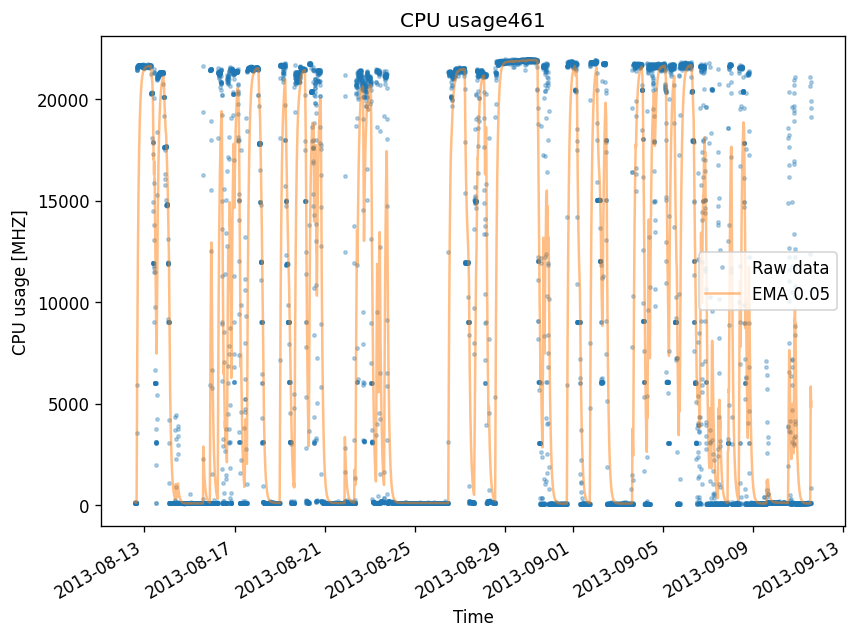 CPU usage461
CPU usage [MHZ]
20000
15000
10000
5000
0
Raw data
EMA 0.05
2013-08-13
2013-08-17
2013-08-21
2013-08-25
2013-08-29
2013-09-01
2013-09-05
2013-09-09
2013-09-13
Time